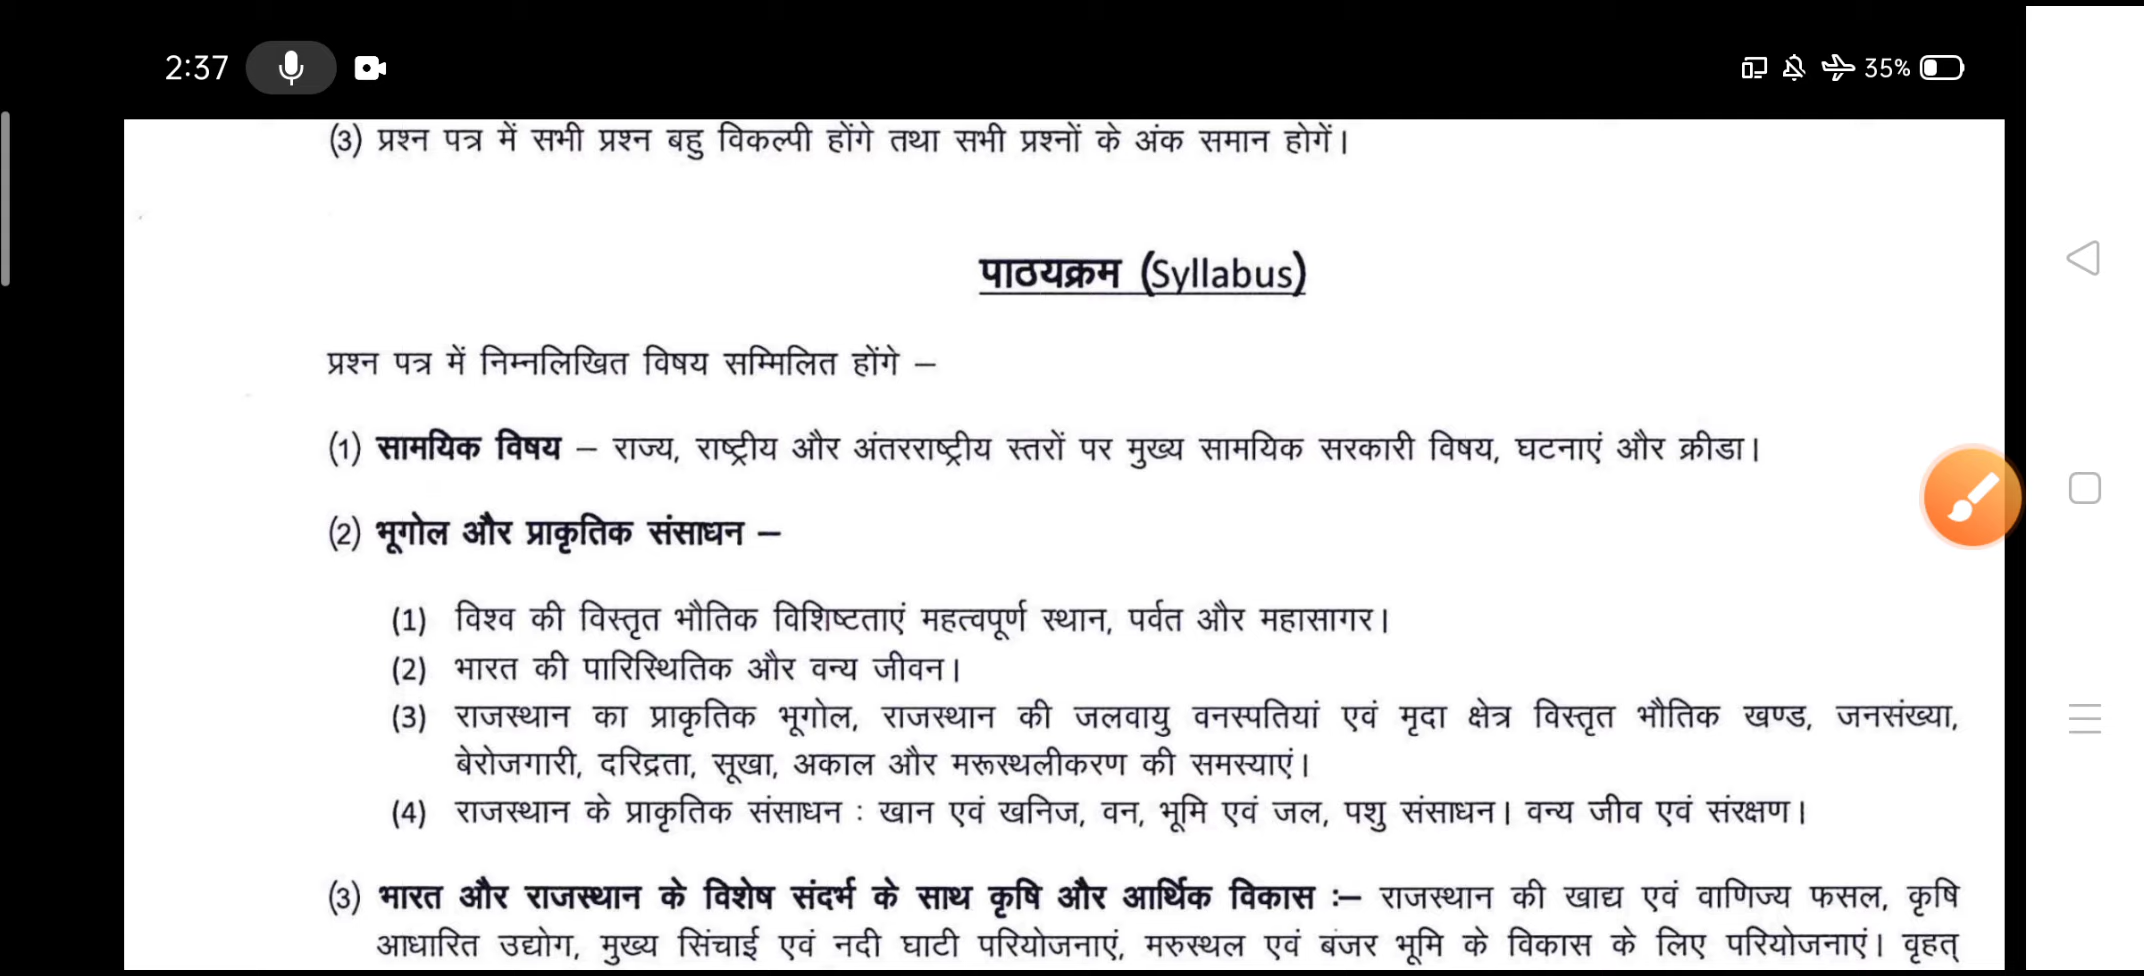 2:37
35%
(3) प्रश्न पत्र में सभी प्रश्न बहु विकल्पी होंगे तथा सभी प्रश्नों के अंक समान होगें।
पाठयक्रम (Syllabus)
प्रश्न पत्र में निम्नलिखित विषय सम्मिलित होंगे –
(1) सामयिक विषय – राज्य, राष्ट्रीय और अंतरराष्ट्रीय स्तरों पर मुख्य सामयिक सरकारी विषय, घटनाएं और क्रीडा।
(2) भूगोल और प्राकृतिक संसाधन –
(1) विश्व की विस्तृत भौतिक विशिष्टताएं महत्वपूर्ण स्थान, पर्वत और महासागर।
(2) भारत की पारिस्थितिक और वन्य जीवन।
(3) राजस्थान का प्राकृतिक भूगोल, राजस्थान की जलवायु वनस्पतियां एवं मृदा क्षेत्र विस्तृत भौतिक खण्ड, जनसंख्या,
बेरोजगारी, दरिद्रता, सूखा, अकाल और मरूस्थलीकरण की समस्याएं।
(4) राजस्थान के प्राकृतिक संसाधन : खान एवं खनिज, वन, भूमि एवं जल, पशु संसाधन। वन्य जीव एवं संरक्षण।
(3) भारत और राजस्थान के विशेष संदर्भ के साथ कृषि और आर्थिक विकास :– राजस्थान की खाद्य एवं वाणिज्य फसल, कृषि
आधारित उद्योग, मुख्य सिंचाई एवं नदी घाटी परियोजनाएं, मरुस्थल एवं बंजर भूमि के विकास के लिए परियोजनाएं। वृहत्